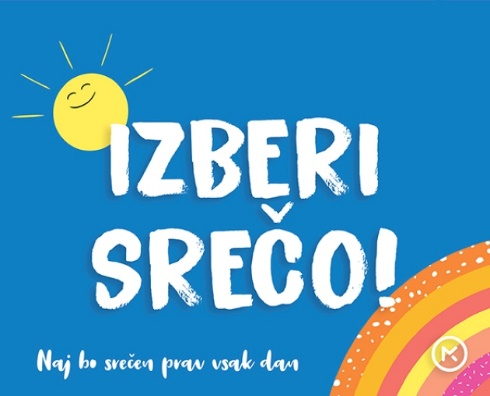 IZBERI
SREČO!
Naj bo srečen prav vsak dan